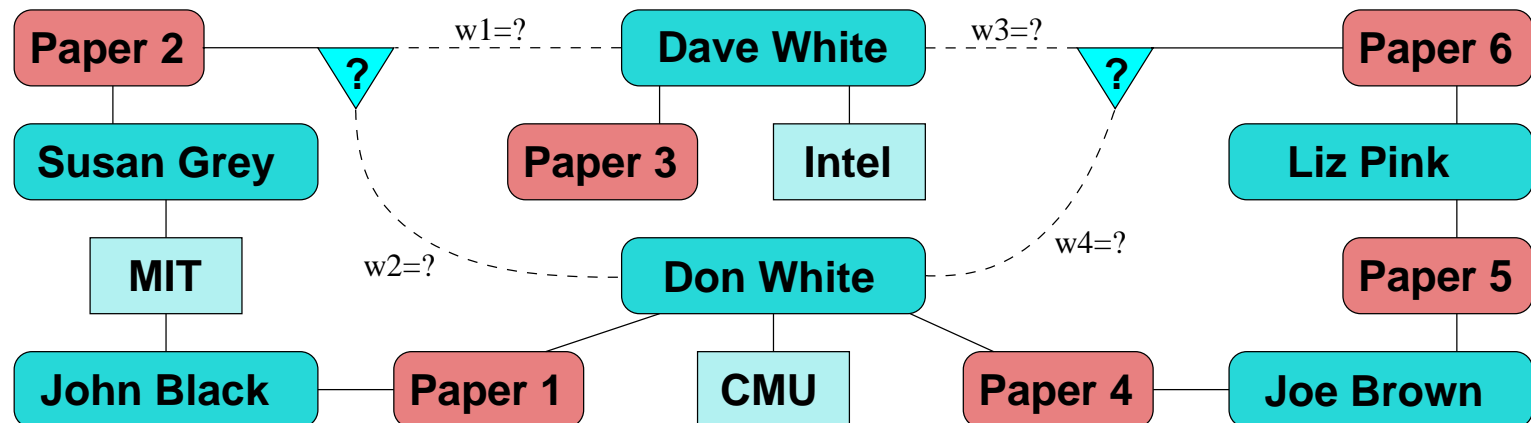 Paper 2
w1=?
Dave White
w3=?
Paper 6
?
?
Susan Grey
Paper 3
Intel
Liz Pink
MIT
w2=?
Don White
w4=?
Paper 5
John Black
Paper 1
CMU
Paper 4
Joe Brown